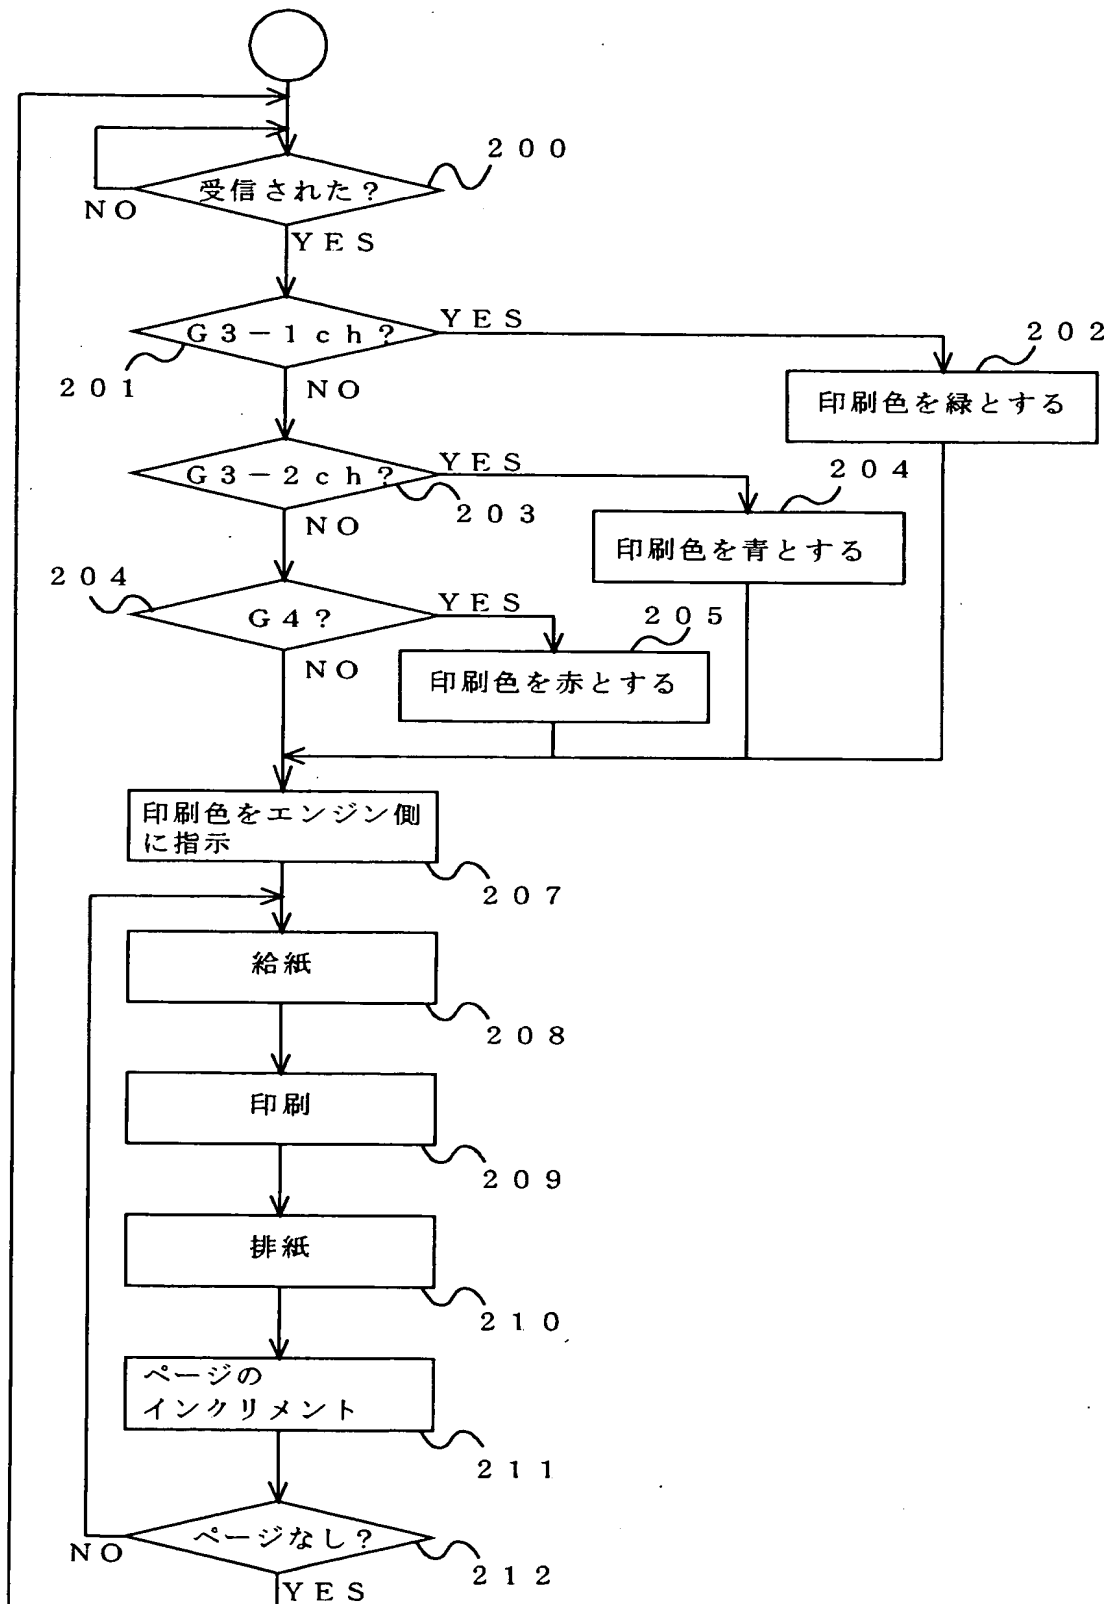 200
受信された?
NO
YES
G3-1ch?
YES
201
NO
202
印刷色を緑とする
G3-2ch?
YES
203
NO
204
印刷色を青とする
204
G4?
YES
NO
205
印刷色を赤とする
印刷色をエンジン側
に指示
207
給紙
208
印刷
209
排紙
210
ページの
インクリメント
211
ページなし?
NO
212
YES